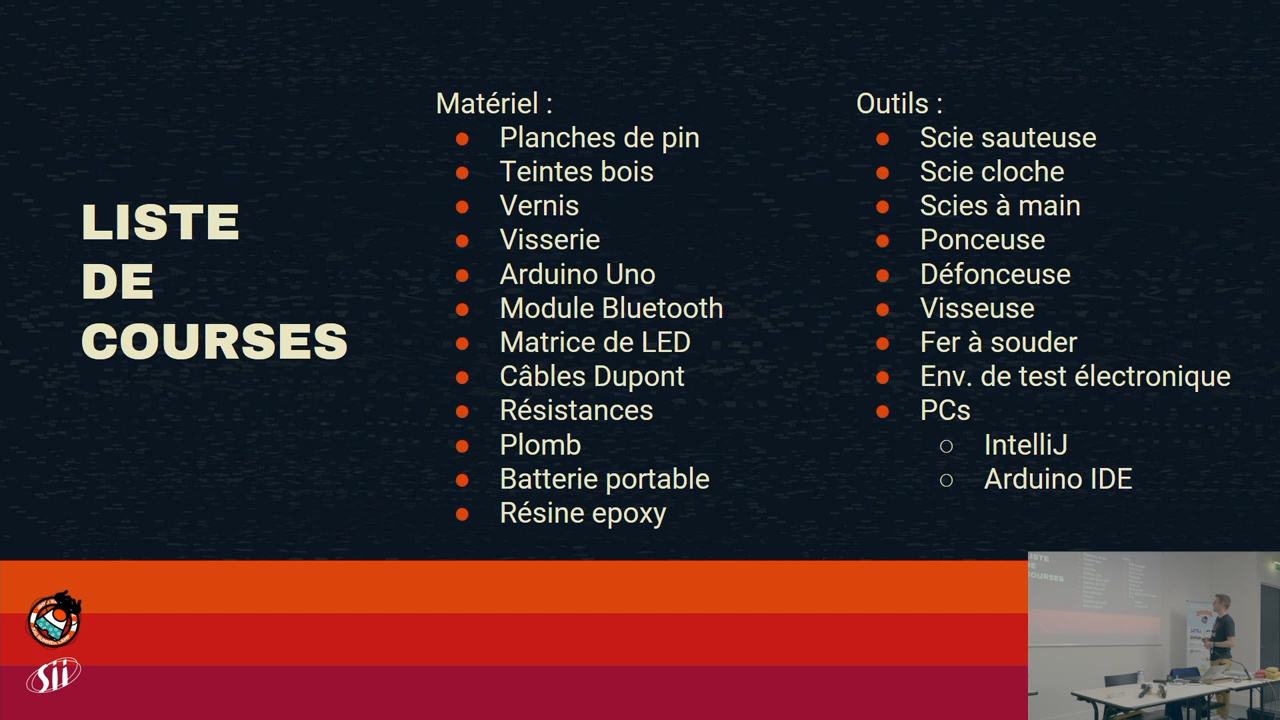 LISTE
DE
COURSES
Matériel :
Planches de pin
Teintes bois
Vernis
Visserie
Arduino Uno
Module Bluetooth
Matrice de LED
Câbles Dupont
Résistances
Plomb
Batterie portable
Résine epoxy
Outils :
Scie sauteuse
Scie cloche
Scies à main
Ponceuse
Défonceuse
Visseuse
Fer à souder
Env. de test électronique
PCs
IntelliJ
Arduino IDE
Sii